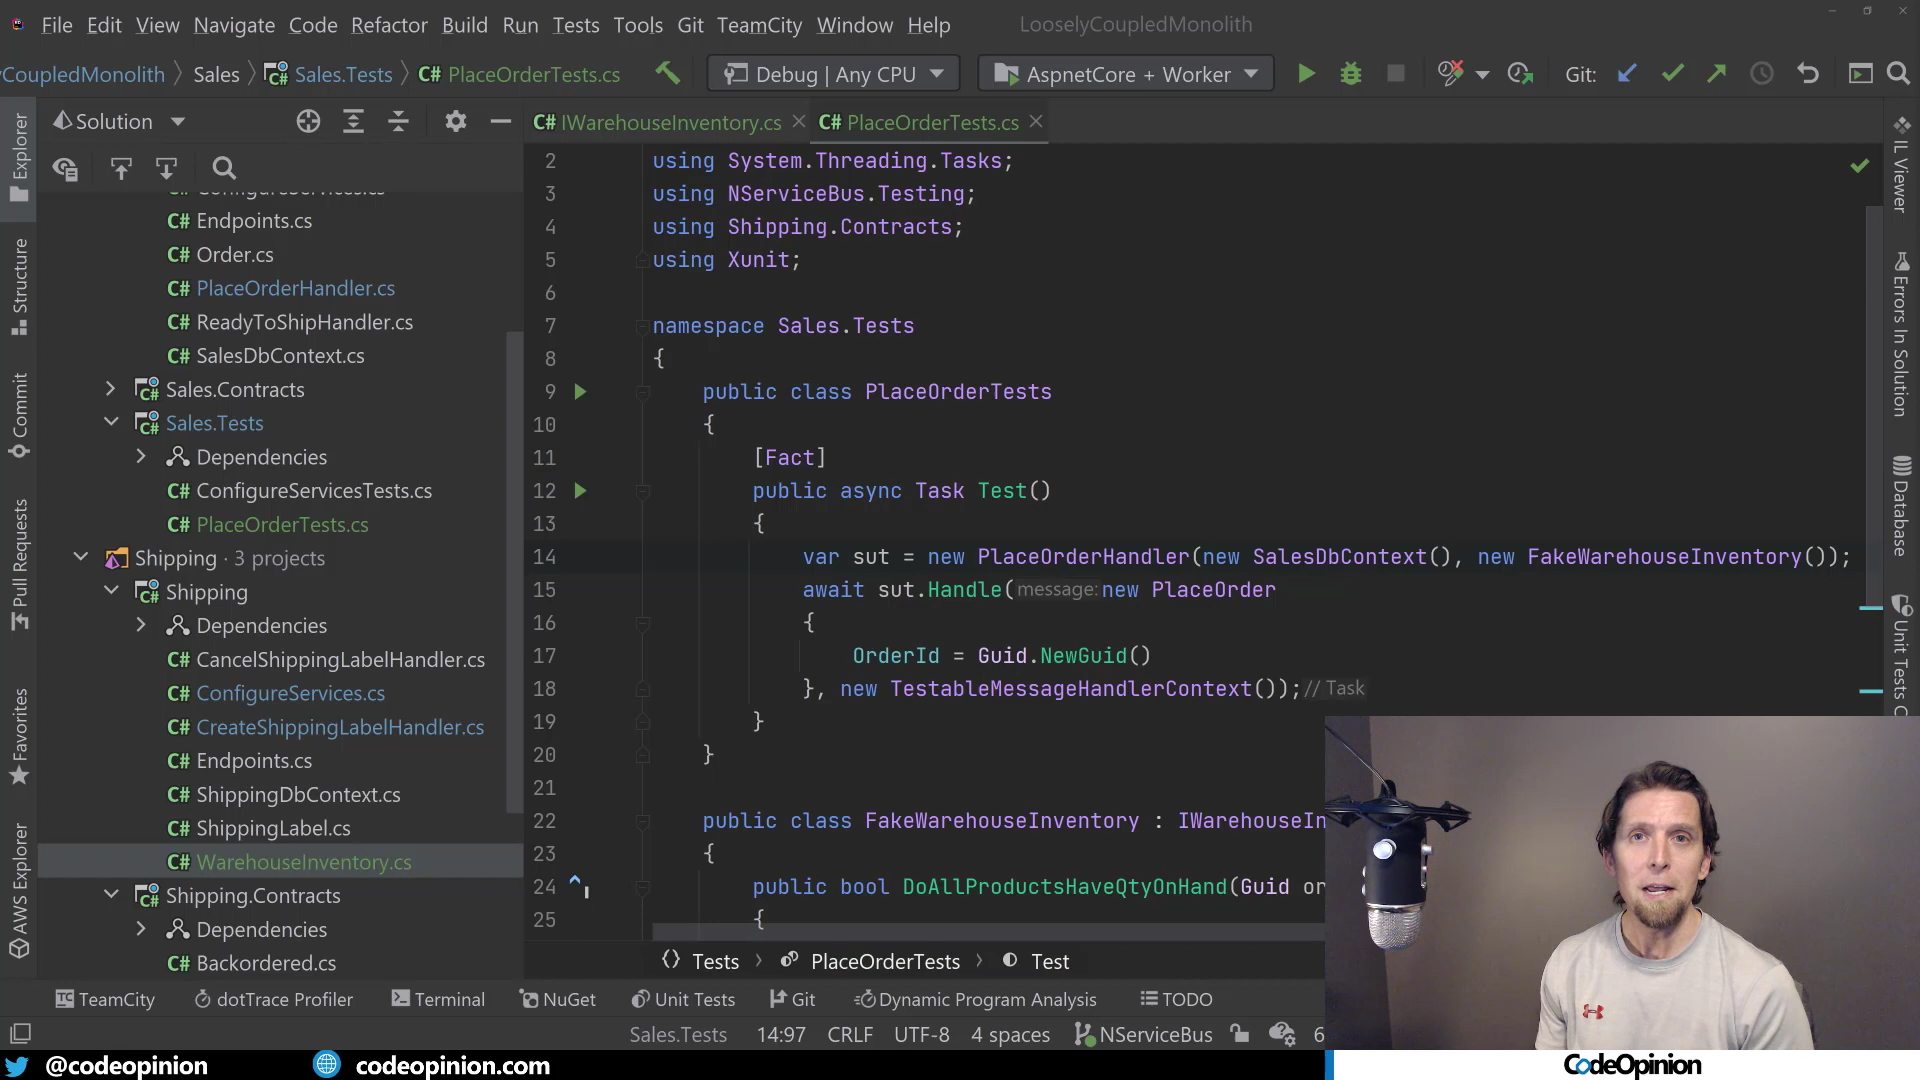 File Edit View Navigate Code Refactor Build Run Tests Tools Git TeamCity Window Help LooselyCoupledMonolith
CoupledMonolith Sales Sales.Tests PlaceOrderTests.cs Debug | Any CPU AspnetCore + Worker Git:
Explorer
Structure
Commit
Pull Requests
Favorites
AWS Explorer
Solution
Endpoints.cs
Order.cs
PlaceOrderHandler.cs
ReadyToShipHandler.cs
SalesDbContext.cs
Sales.Contracts
Sales.Tests
Dependencies
ConfigureServicesTests.cs
PlaceOrderTests.cs
Shipping · 3 projects
Shipping
Dependencies
CancelShippingLabelHandler.cs
ConfigureServices.cs
CreateShippingLabelHandler.cs
Endpoints.cs
ShippingDbContext.cs
ShippingLabel.cs
WarehouseInventory.cs
Shipping.Contracts
Dependencies
Backordered.cs
IWarehouseInventory.cs PlaceOrderTests.cs
2 using System.Threading.Tasks;
3 using NServiceBus.Testing;
4 using Shipping.Contracts;
5 using Xunit;
6
7 namespace Sales.Tests
8 {
9 public class PlaceOrderTests
10 {
11 [Fact]
12 public async Task Test()
13 {
14 var sut = new PlaceOrderHandler(new SalesDbContext(), new FakeWarehouseInventory());
15 await sut.Handle(message: new PlaceOrder
16 {
17 OrderId = Guid.NewGuid()
18 }, new TestableMessageHandlerContext()); // Task
19 }
20 }
21
22 public class FakeWarehouseInventory : IWarehouseIn
23 {
24 public bool DoAllProductsHaveQtyOnHand(Guid or
25 {
Tests PlaceOrderTests Test
IL Viewer
Errors In Solution
Database
Unit Tests C
TeamCity dotTrace Profiler Terminal NuGet Unit Tests Git Dynamic Program Analysis TODO
Sales.Tests 14:97 CRLF UTF-8 4 spaces NServiceBus 6
@codeopinion codeopinion.com CodeOpinion